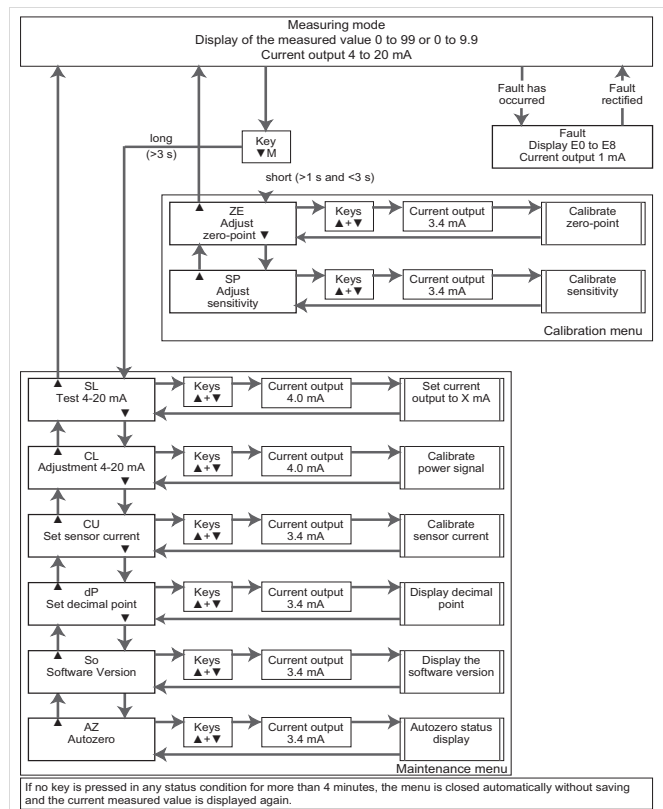 Measuring mode
Display of the measured value 0 to 99 or 0 to 9.9
Current output 4 to 20 mA
Fault has
occurred
Fault
rectified
long
(>3 s)
Key
▼M
Fault
Display E0 to E8
Current output 1 mA
short (>1 s and <3 s)
▲ ZE
Adjust
zero-point ▼
Keys
▲+▼
Current output
3.4 mA
Calibrate
zero-point
▲ SP
Adjust
sensitivity
Keys
▲+▼
Current output
3.4 mA
Calibrate
sensitivity
Calibration menu
▲ SL
Test 4-20 mA
▼
Keys
▲+▼
Current output
4.0 mA
Set current
output to X mA
▲ CL
Adjustment 4-20 mA
▼
Keys
▲+▼
Current output
4.0 mA
Calibrate
power signal
▲ CU
Set sensor current
▼
Keys
▲+▼
Current output
3.4 mA
Calibrate
sensor current
▲ dP
Set decimal point
▼
Keys
▲+▼
Current output
3.4 mA
Display decimal
point
▲ So
Software Version
Keys
▲+▼
Current output
3.4 mA
Display the
software version
▲ AZ
Autozero
Keys
▲+▼
Current output
3.4 mA
Autozero status
display
Maintenance menu
If no key is pressed in any status condition for more than 4 minutes, the menu is closed automatically without saving
and the current measured value is displayed again.